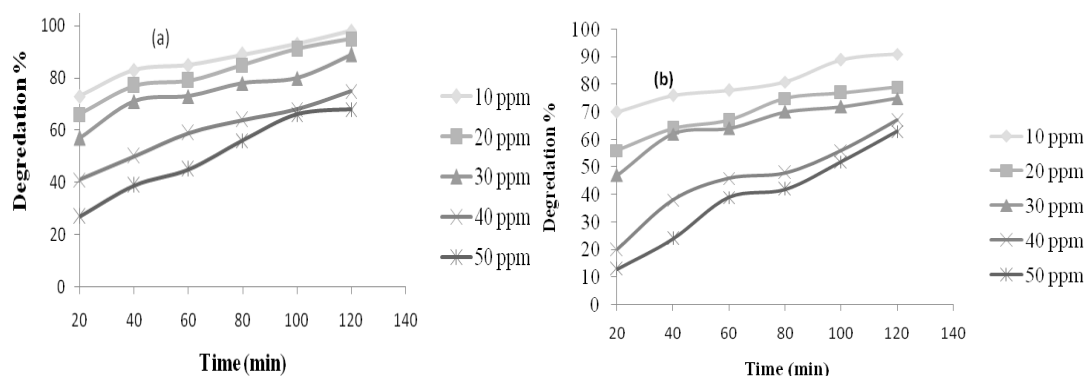 (a)
Degredation %
100
80
60
40
20
0
20 40 60 80 100 120 140
Time (min)
10 ppm
20 ppm
30 ppm
40 ppm
50 ppm
(b)
Degredation %
100
90
80
70
60
50
40
30
20
10
0
20 40 60 80 100 120 140
Time (min)
10 ppm
20 ppm
30 ppm
40 ppm
50 ppm